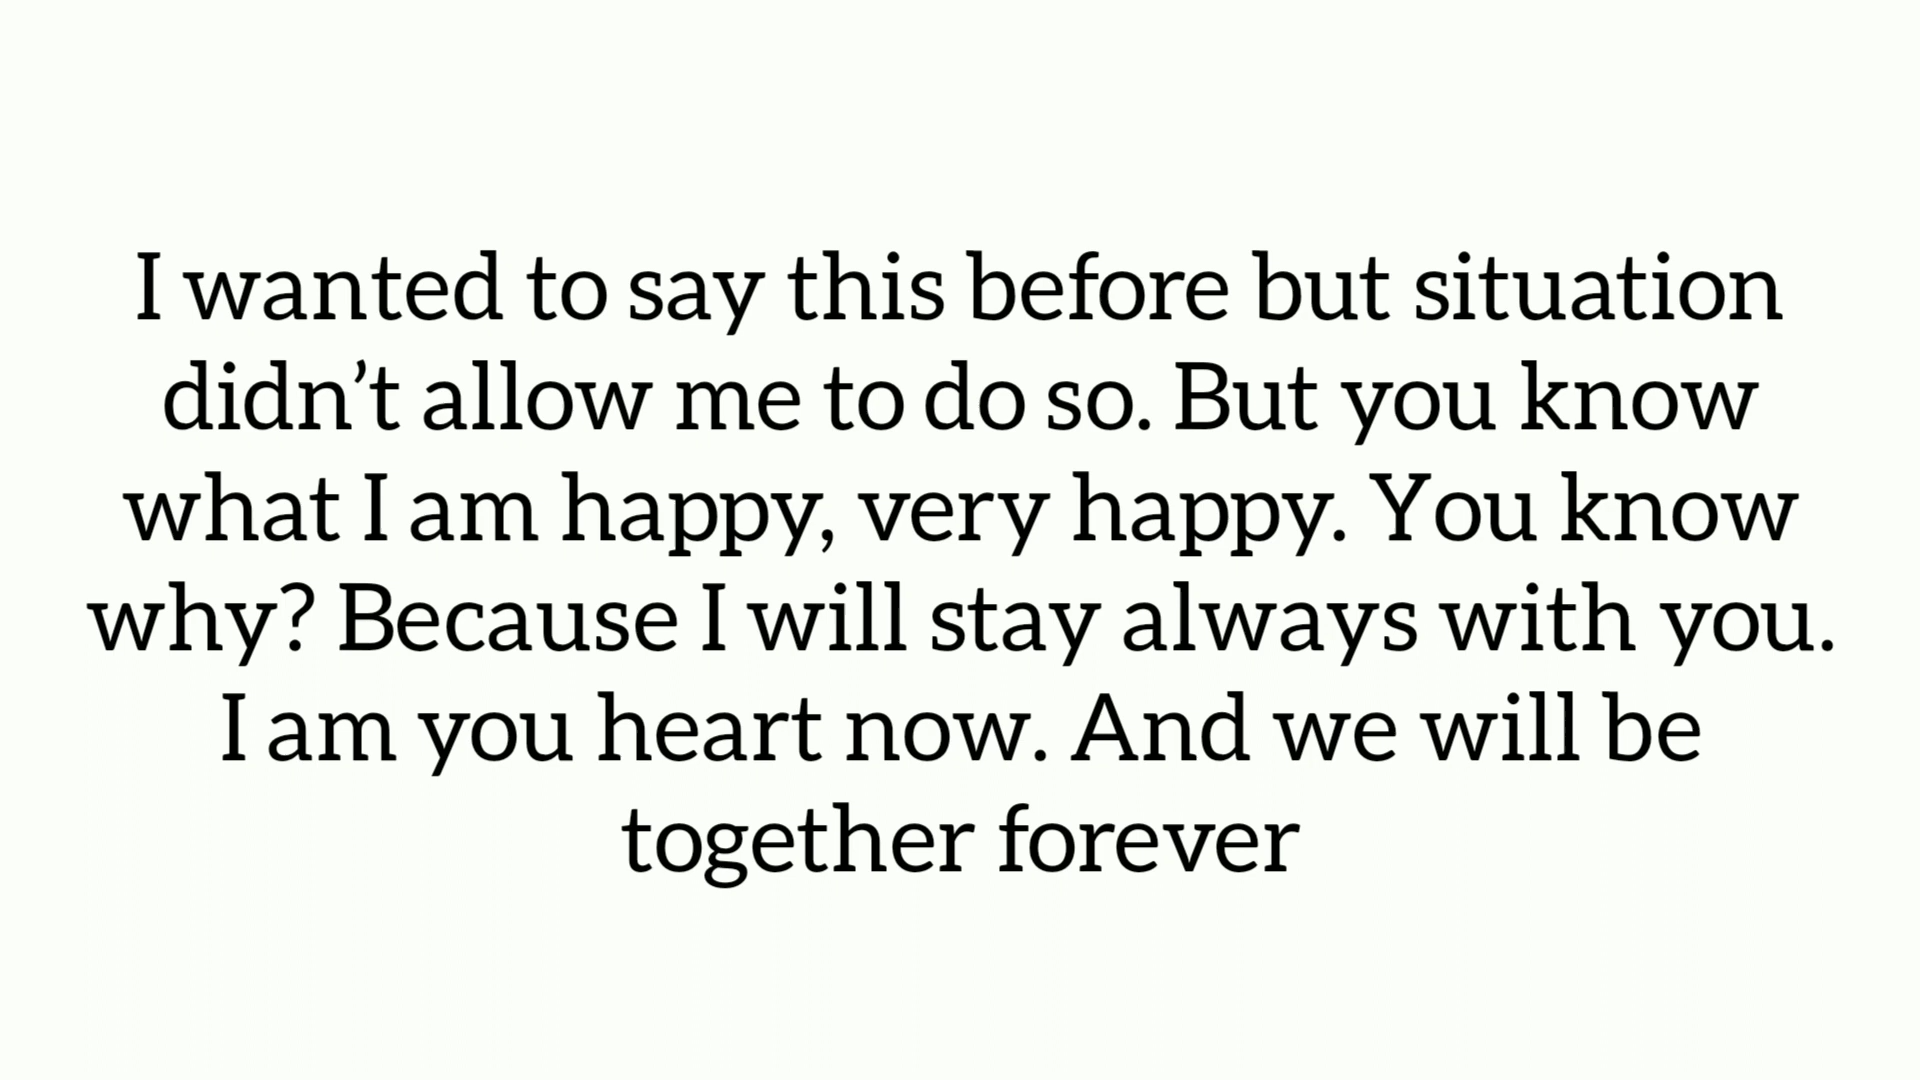 I wanted to say this before but situation
didn’t allow me to do so. But you know
what I am happy, very happy. You know
why? Because I will stay always with you.
I am you heart now. And we will be
together forever